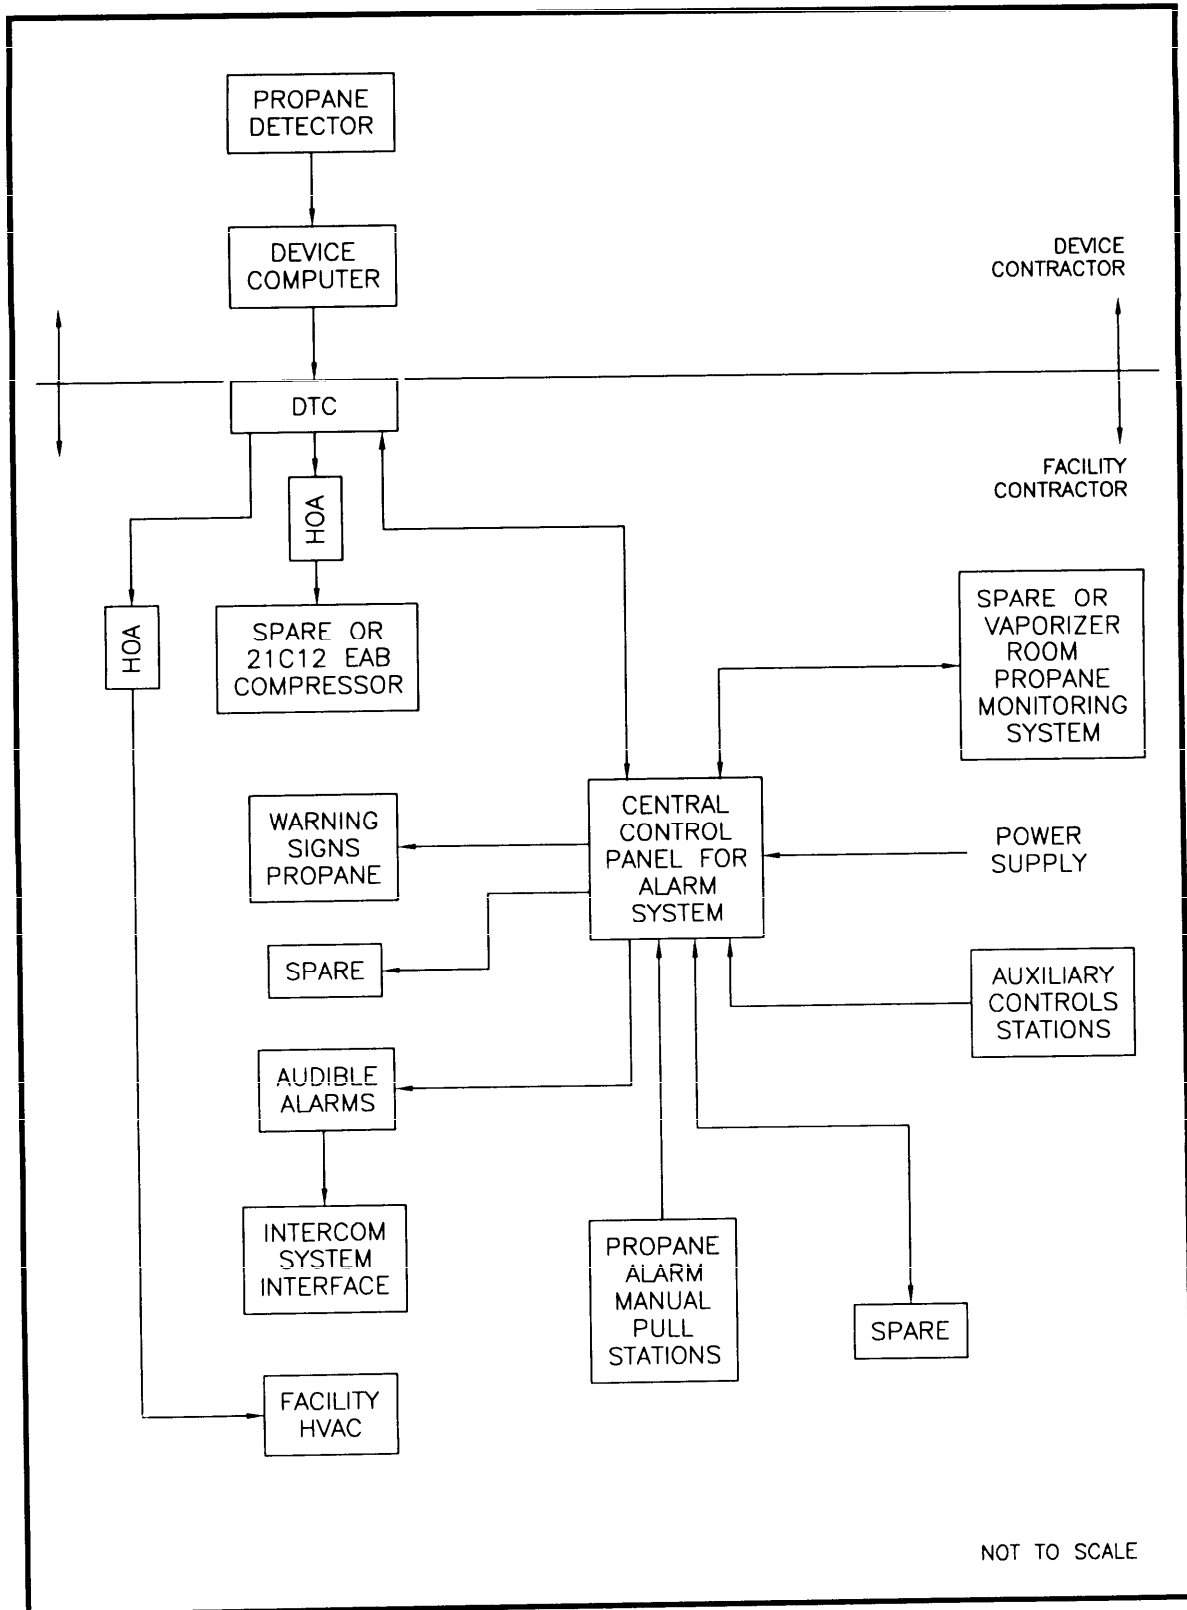 PROPANE
DETECTOR
DEVICE
COMPUTER
DEVICE
CONTRACTOR
DTC
FACILITY
CONTRACTOR
HOA
HOA
SPARE OR
21C12 EAB
COMPRESSOR
SPARE OR
VAPORIZER
ROOM
PROPANE
MONITORING
SYSTEM
WARNING
SIGNS
PROPANE
CENTRAL
CONTROL
PANEL FOR
ALARM
SYSTEM
POWER
SUPPLY
SPARE
AUXILIARY
CONTROLS
STATIONS
AUDIBLE
ALARMS
INTERCOM
SYSTEM
INTERFACE
PROPANE
ALARM
MANUAL
PULL
STATIONS
SPARE
FACILITY
HVAC
NOT TO SCALE